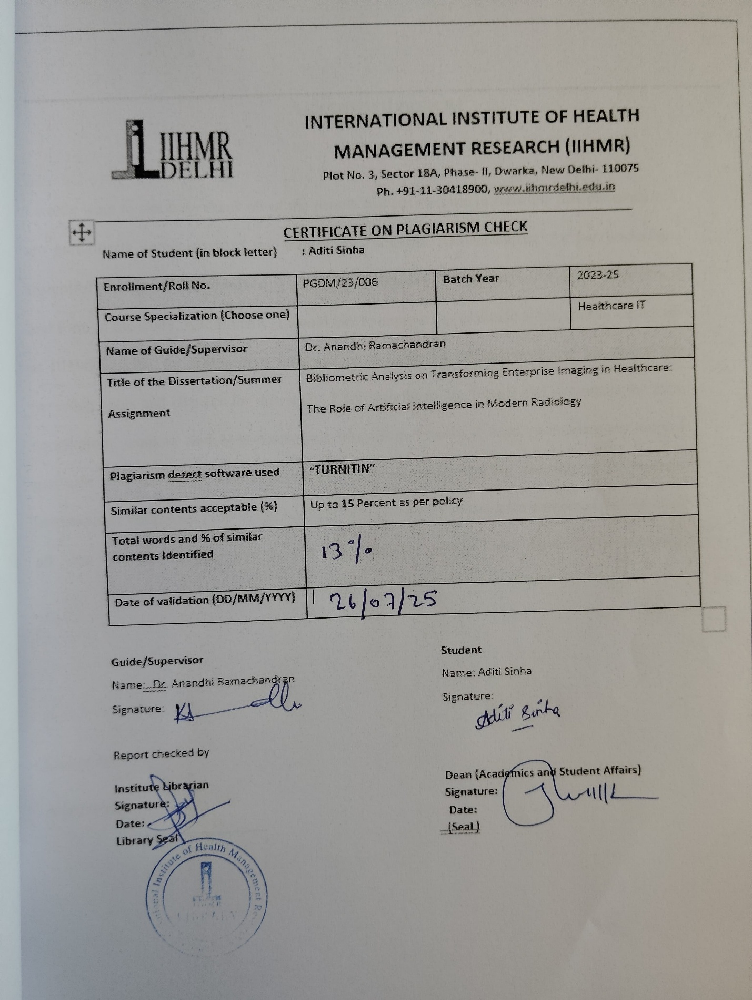 IIHMR
DELHI
INTERNATIONAL INSTITUTE OF HEALTH
MANAGEMENT RESEARCH (IIHMR)
Plot No. 3, Sector 18A, Phase- II, Dwarka, New Delhi- 110075
Ph. +91-11-30418900, www.iihmrdelhi.edu.in
CERTIFICATE ON PLAGIARISM CHECK
Name of Student (in block letter) : Aditi Sinha
Enrollment/Roll No. PGDM/23/006 Batch Year 2023-25
Course Specialization (Choose one) Healthcare IT
Name of Guide/Supervisor Dr. Anandhi Ramachandran
Title of the Dissertation/Summer Bibliometric Analysis on Transforming Enterprise Imaging in Healthcare:
Assignment The Role of Artificial Intelligence in Modern Radiology
Plagiarism detect software used "TURNITIN"
Similar contents acceptable (%) Up to 15 Percent as per policy
Total words and % of similar
contents Identified 13%
Date of validation (DD/MM/YYYY) 26/07/25
Guide/Supervisor
Name: Dr. Anandhi Ramachandran
Signature:
Student
Name: Aditi Sinha
Signature:
Aditi Sinha
Report checked by
Institute Librarian
Signature:
Date:
Library Seal
Dean (Academics and Student Affairs)
Signature:
Date:
(Seal)
Institute of Health Management
LIBRARY